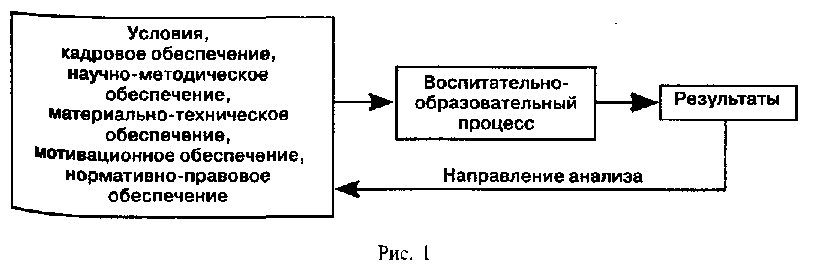 Условия,
кадровое обеспечение,
научно-методическое
обеспечение,
материально-техническое
обеспечение,
мотивационное обеспечение,
нормативно-правовое
обеспечение
Воспитательно-
образовательный
процесс
Результаты
Направление анализа
Рис. 1